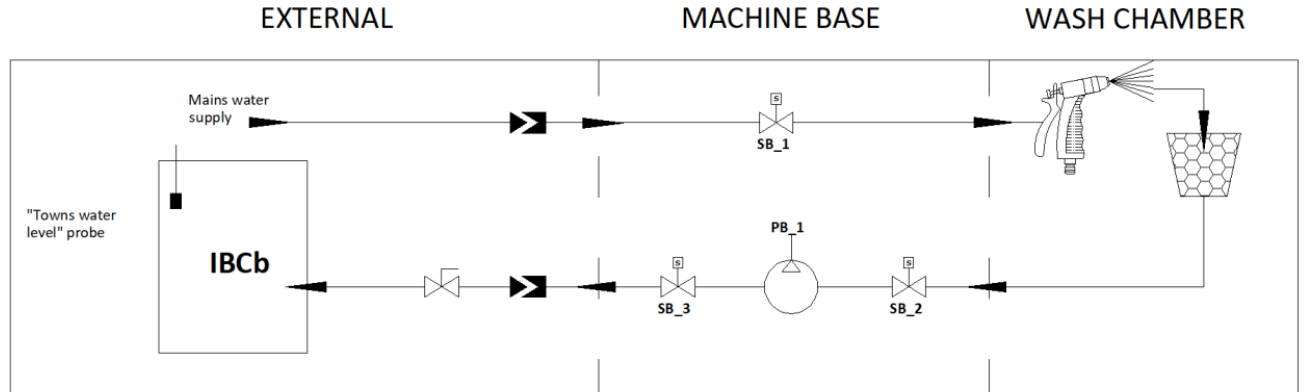 EXTERNAL
MACHINE BASE
WASH CHAMBER
Mains water
supply
S
SB_1
"Towns water
level" probe
IBCb
PB_1
S
SB_3
S
SB_2